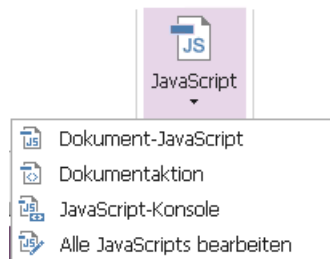 JS
JavaScript
Dokument-JavaScript
Dokumentaktion
JavaScript-Konsole
Alle JavaScripts bearbeiten